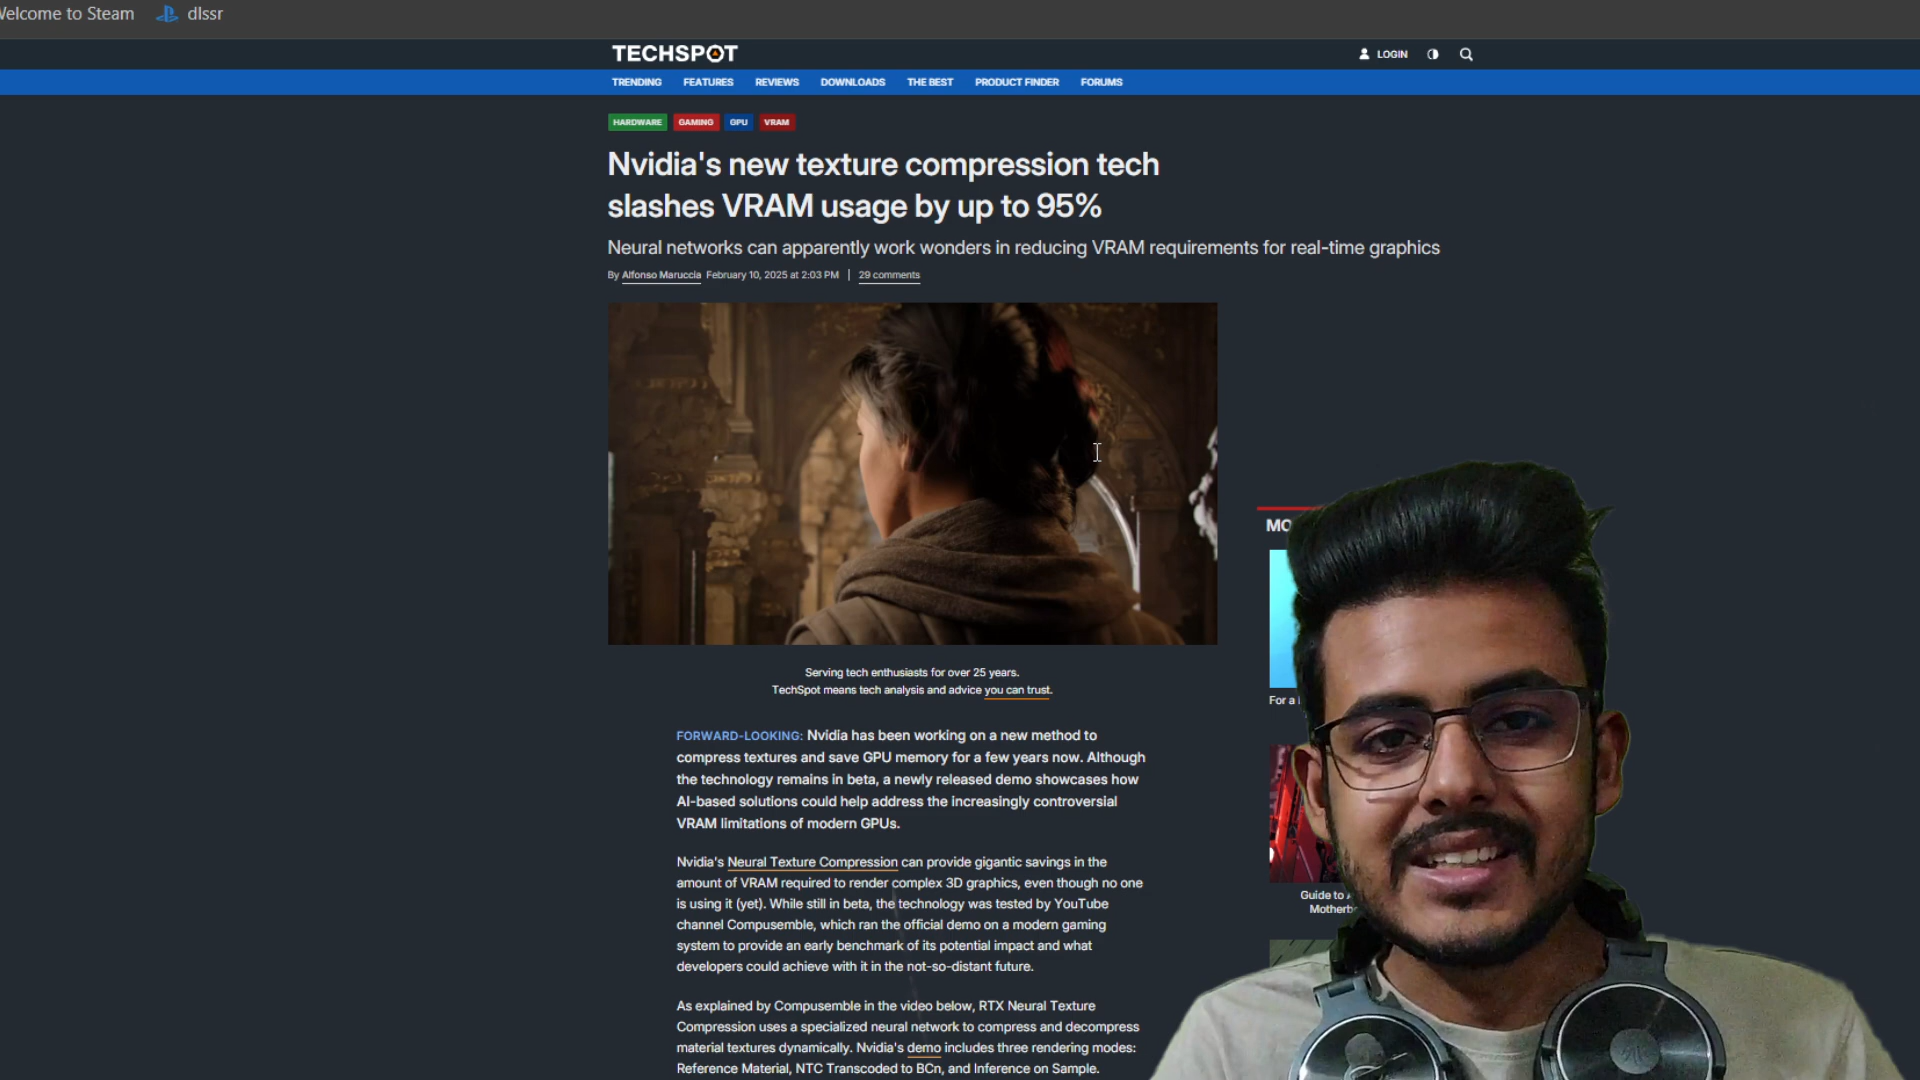 Welcome to Steam dlssr
TECHSPOT
LOGIN
TRENDING FEATURES REVIEWS DOWNLOADS THE BEST PRODUCT FINDER FORUMS
HARDWARE GAMING GPU VRAM
Nvidia's new texture compression tech
slashes VRAM usage by up to 95%
Neural networks can apparently work wonders in reducing VRAM requirements for real-time graphics
By Alfonso Maruccia February 10, 2025 at 2:03 PM | 29 comments
Serving tech enthusiasts for over 25 years.
TechSpot means tech analysis and advice you can trust.
FORWARD-LOOKING: Nvidia has been working on a new method to
compress textures and save GPU memory for a few years now. Although
the technology remains in beta, a newly released demo showcases how
AI-based solutions could help address the increasingly controversial
VRAM limitations of modern GPUs.
Nvidia's Neural Texture Compression can provide gigantic savings in the
amount of VRAM required to render complex 3D graphics, even though no one
is using it (yet). While still in beta, the technology was tested by YouTube
channel Compusemble, which ran the official demo on a modern gaming
system to provide an early benchmark of its potential impact and what
developers could achieve with it in the not-so-distant future.
As explained by Compusemble in the video below, RTX Neural Texture
Compression uses a specialized neural network to compress and decompress
material textures dynamically. Nvidia's demo includes three rendering modes:
Reference Material, NTC Transcoded to BCn, and Inference on Sample.
For a
Guide to